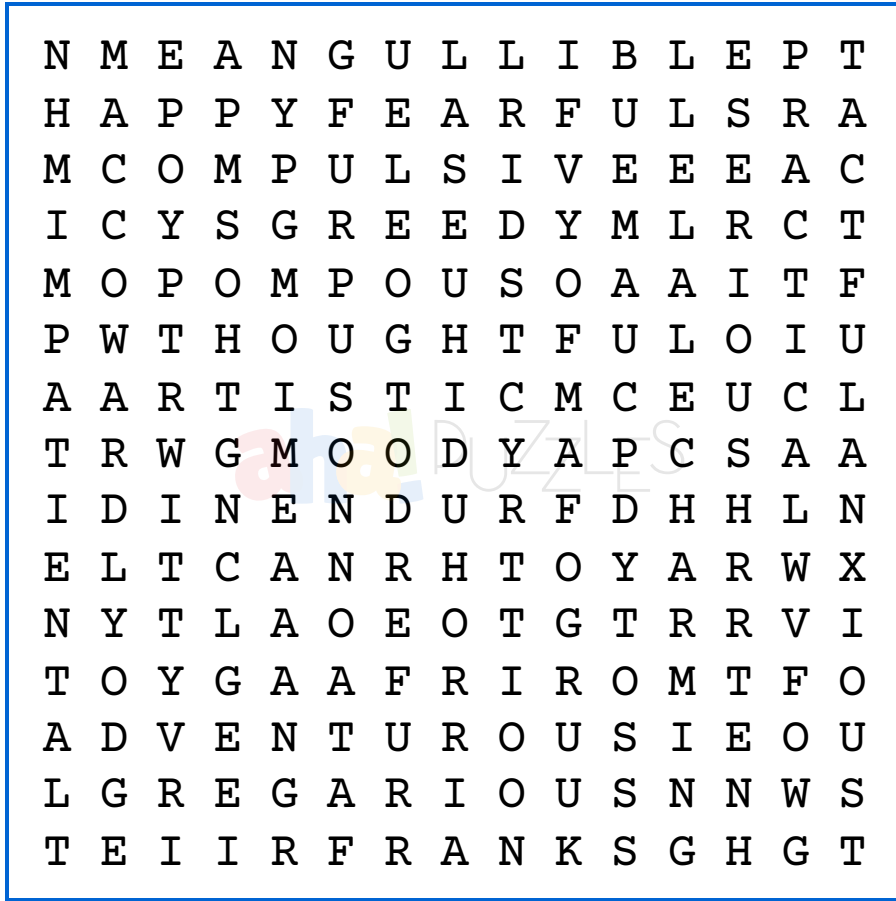 N M E A N G U L L I B L E P T
H A P P Y F E A R F U L S R A
M C O M P U L S I V E E E A C
I C Y S G R E E D Y M L R C T
M O P O M P O U S O A A I T F
P W T H O U G H T F U L O I U
A A R T I S T I C M C E U C L
T R W G M O O D Y A P C S A A
I D I N E N D U R F D H H L N
E L T C A N R H T O Y A R W X
N Y T L A O E O T G T R R V I
T O Y G A A F R I R O M T F O
A D V E N T U R O U S I E O U
L G R E G A R I O U S N N W S
T E I I R F R A N K S G H G T
aha! PUZZLES